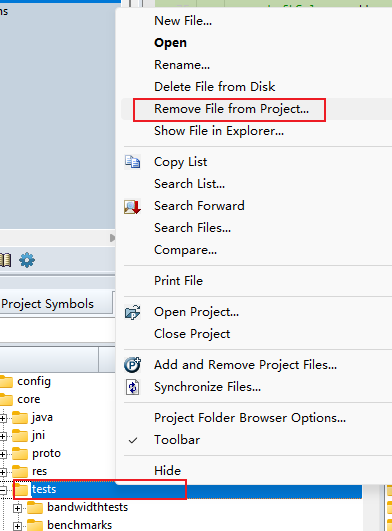 ns
New File...
Open
Rename...
Delete File from Disk
Remove File from Project...
Show File in Explorer...
Copy List
Search List...
Search Forward
Search Files...
Compare...
Print File
Open Project...
Close Project
Add and Remove Project Files...
Synchronize Files...
Project Folder Browser Options...
Toolbar
Hide
Project Symbols
config
core
java
jni
proto
res
tests
bandwidthtests
benchmarks